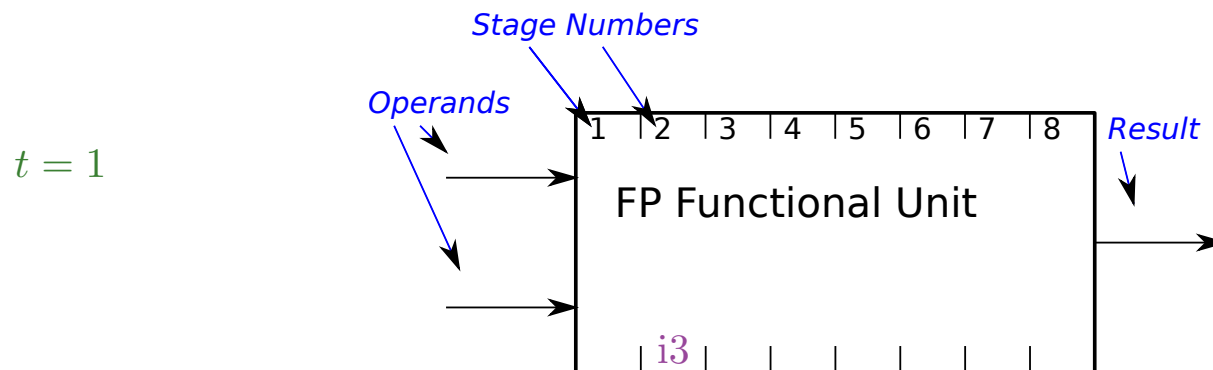 Stage Numbers
Operands
1 2 3 4 5 6 7 8
Result
t = 1
FP Functional Unit
i3